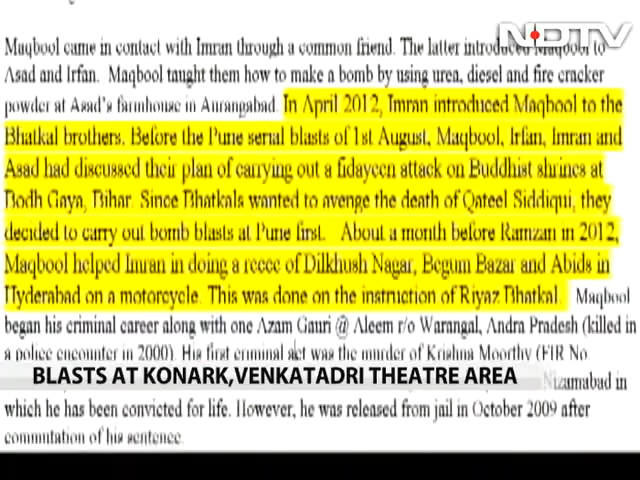 NDTV
Maqbool came in contact with Imran through a common friend. The latter introduced Maqbool to
Asad and Irfan. Maqbool taught them how to make a bomb by using urea, diesel and fire cracker
powder at Asad's farmhouse in Aurangabad. In April 2012, Imran introduced Maqbool to the
Bhatkal brothers. Before the Pune serial blasts of 1st August, Maqbool, Irfan, Imran and
Asad had discussed their plan of carrying out a fidayeen attack on Buddhist shrines at
Bodh Gaya, Bihar. Since Bhatkals wanted to avenge the death of Qateel Siddiqui, they
decided to carry out bomb blasts at Pune first. About a month before Ramzan in 2012,
Maqbool helped Imran in doing a recce of Dilkhush Nagar, Begum Bazar and Abids in
Hyderabad on a motorcycle. This was done on the instruction of Riyaz Bhatkal. Maqbool
began his criminal career along with one Azam Gauri @ Aleem r/o Warangal, Andra Pradesh (killed in
a police encounter in 2000). His first criminal act was the murder of Krishna Moorthy (FIR No.
BLASTS AT KONARK,VENKATADRI THEATRE AREA
Nizamabad in
which he has been convicted for life. However, he was released from jail in October 2009 after
commutation of his sentence.